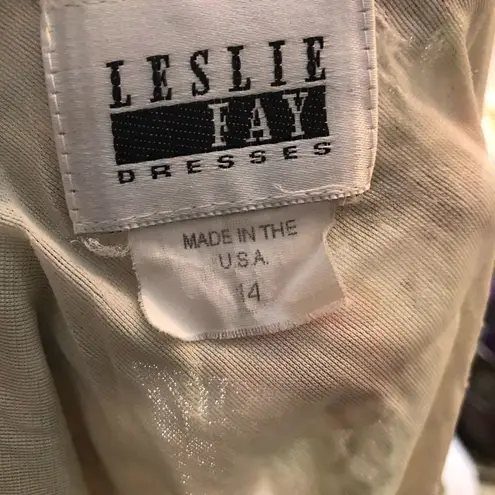 LESLIE
FAY
DRESSES
MADE IN THE
U.S.A.
14